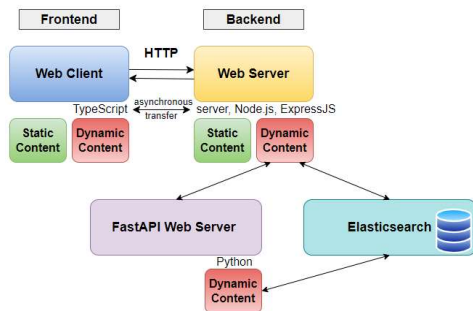 Frontend
Backend
HTTP
Web Client
Web Server
TypeScript
asynchronous
transfer
server, Node.js, ExpressJS
Static
Content
Dynamic
Content
Static
Content
Dynamic
Content
FastAPI Web Server
Elasticsearch
Python
Dynamic
Content